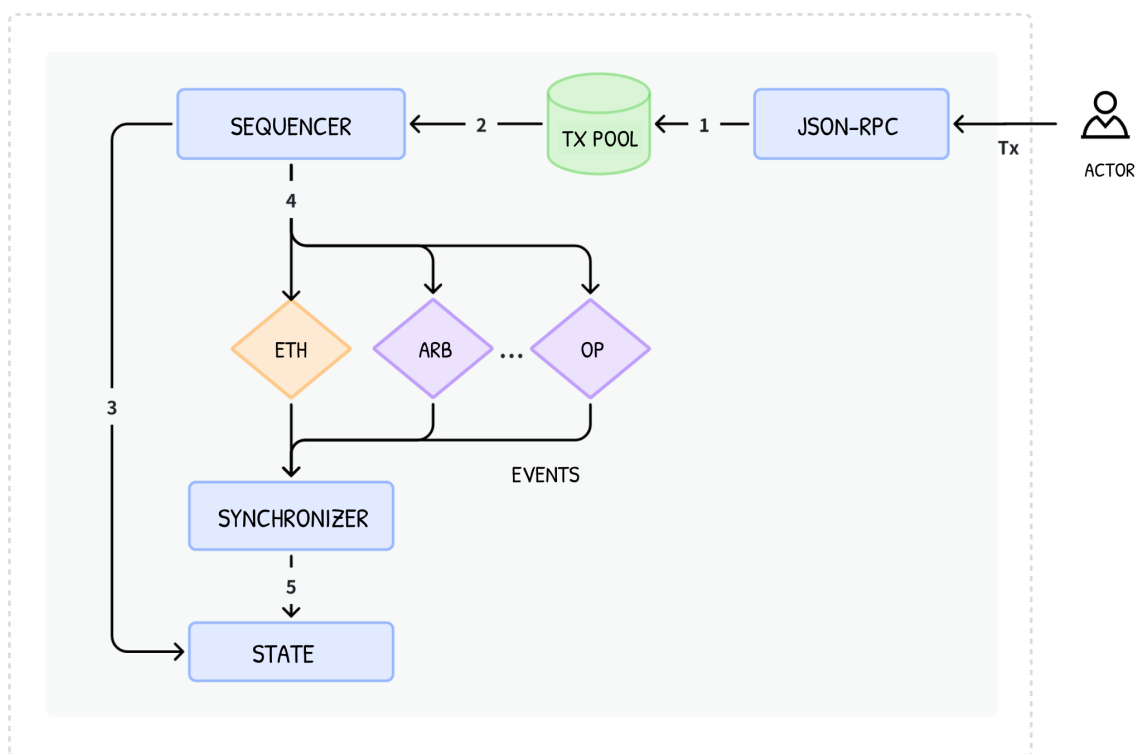 SEQUENCER
2
TX POOL
1
JSON-RPC
Tx
ACTOR
4
ETH
ARB
...
OP
3
EVENTS
SYNCHRONIZER
5
STATE